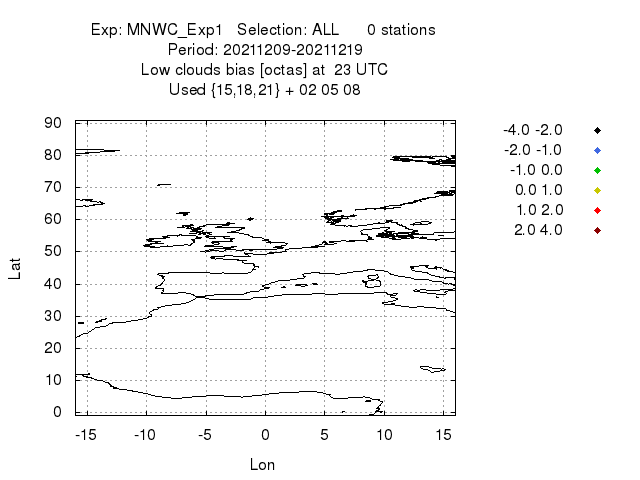 Exp: MNWC_Exp1   Selection: ALL      0 stations
Period: 20211209-20211219
Low clouds bias [octas] at  23 UTC
Used {15,18,21} + 02 05 08
-4.0 -2.0
-2.0 -1.0
-1.0 0.0
0.0 1.0
1.0 2.0
2.0 4.0
90
80
70
60
50
40
30
20
10
0
Lat
-15 -10 -5 0 5 10 15
Lon